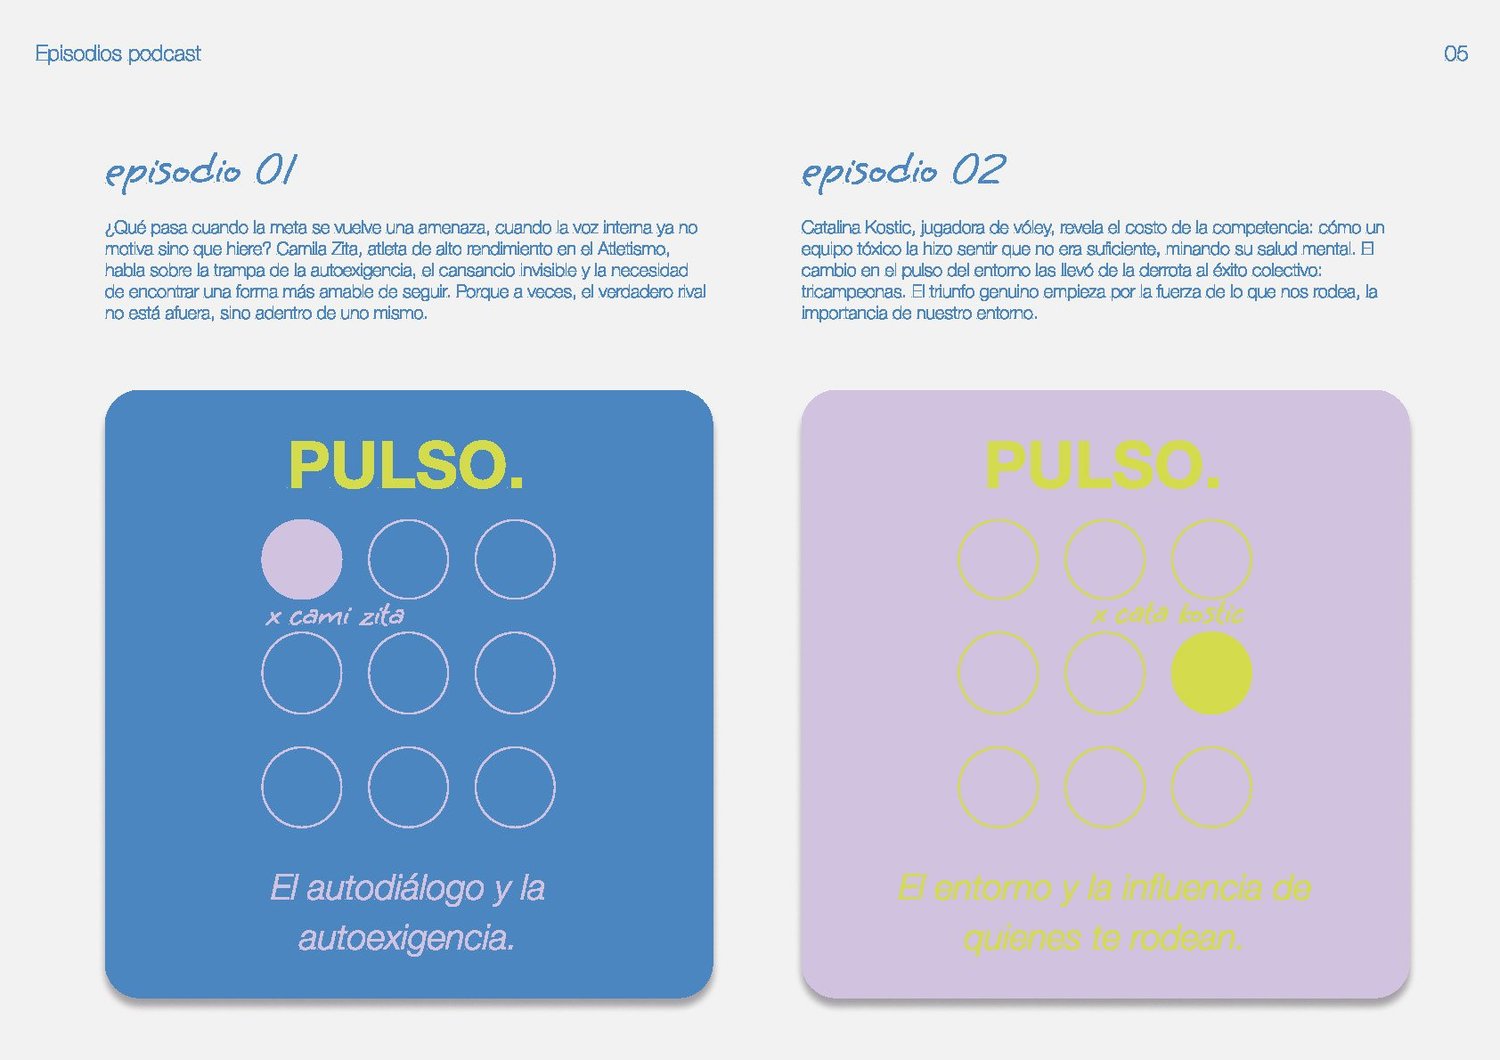 Episodios podcast
05
episodio 01
¿Qué pasa cuando la meta se vuelve una amenaza, cuando la voz interna ya no
motiva sino que hiere? Camila Zita, atleta de alto rendimiento en el Atletismo,
habla sobre la trampa de la autoexigencia, el cansancio invisible y la necesidad
de encontrar una forma más amable de seguir. Porque a veces, el verdadero rival
no está afuera, sino adentro de uno mismo.
episodio 02
Catalina Kostic, jugadora de vóley, revela el costo de la competencia: cómo un
equipo tóxico la hizo sentir que no era suficiente, minando su salud mental. El
cambio en el pulso del entorno las llevó de la derrota al éxito colectivo:
tricampeonas. El triunfo genuino empieza por la fuerza de lo que nos rodea, la
importancia de nuestro entorno.
PULSO.
x cami zita
El autodiálogo y la
autoexigencia.
PULSO.
x cata kostic
El entorno y la influencia de
quienes te rodean.